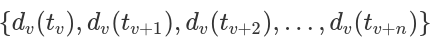 {d_v(t_v), d_v(t_{v+1}), d_v(t_{v+2}), …, d_v(t_{v+n})}